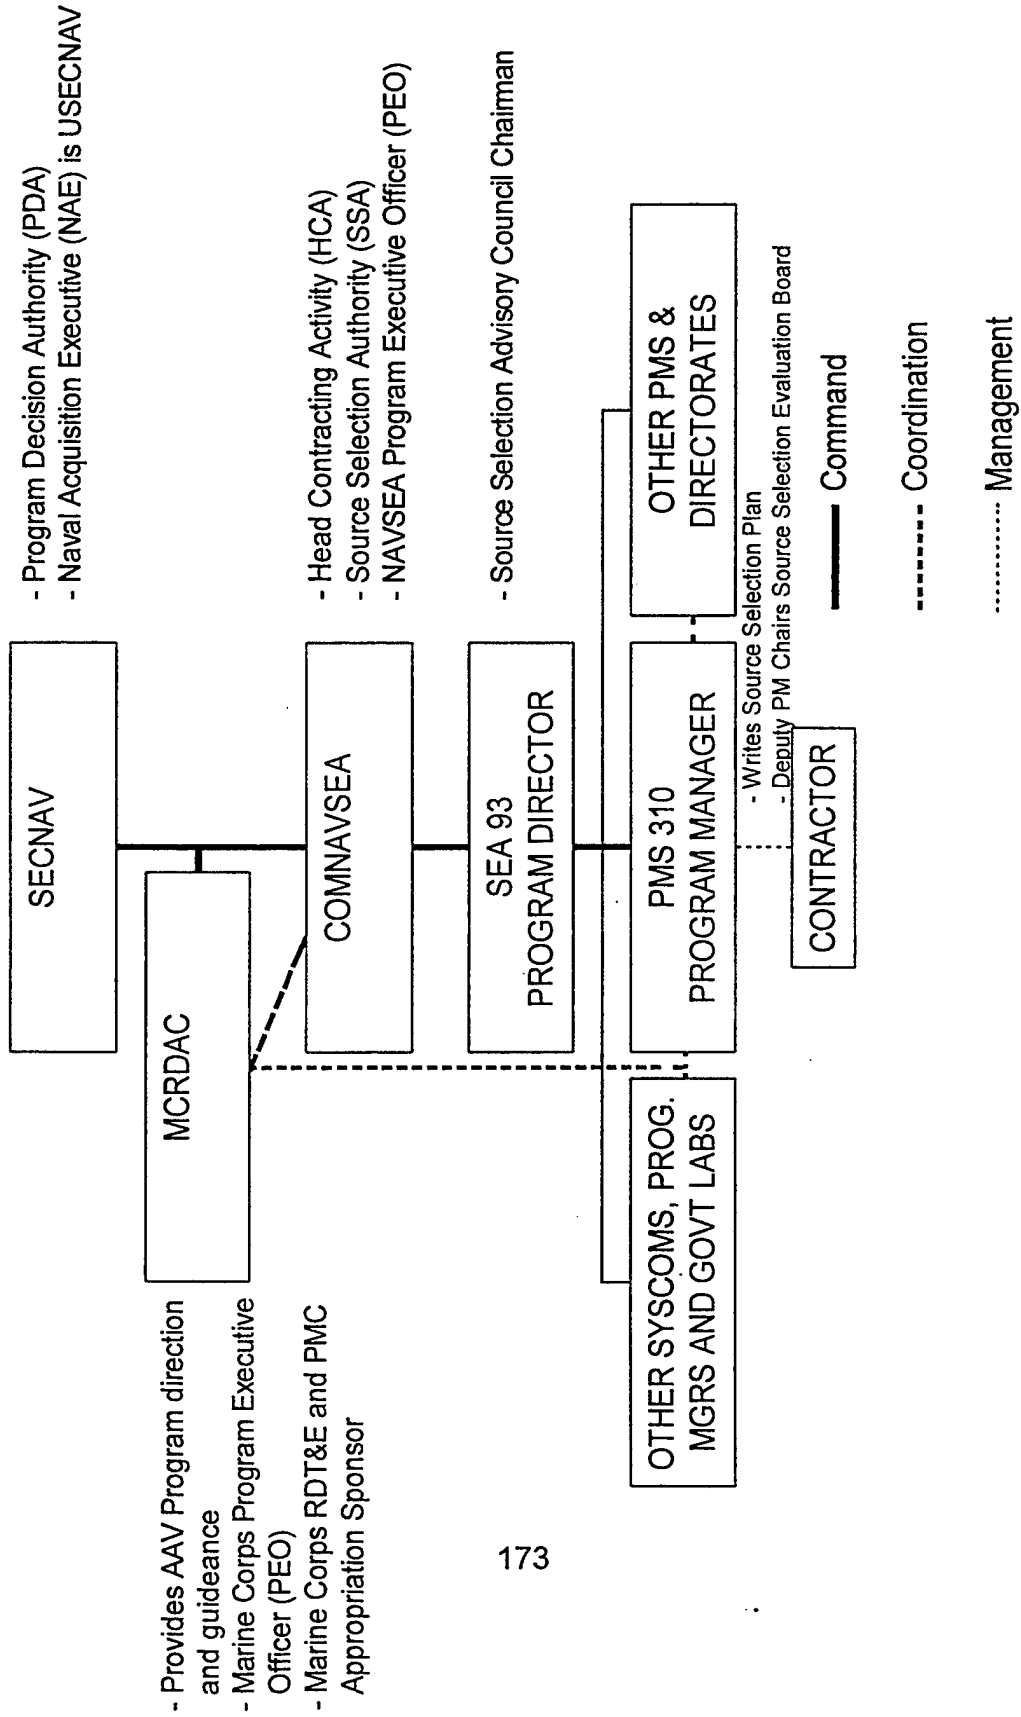 SECNAV
- Program Decision Authority (PDA)
- Naval Acquisition Executive (NAE) is USECNAV
MCRDAC
- Provides AAV Program direction
and guideance
- Marine Corps Program Executive
Officer (PEO)
- Marine Corps RDT&E and PMC
Appropriation Sponsor
COMNAVSEA
- Head Contracting Activity (HCA)
- Source Selection Authority (SSA)
- NAVSEA Program Executive Officer (PEO)
SEA 93
PROGRAM DIRECTOR
- Source Selection Advisory Council Chairman
OTHER SYSCOMS, PROG.
MGRS AND GOVT LABS
PMS 310
PROGRAM MANAGER
OTHER PMS &
DIRECTORATES
- Writes Source Selection Plan
- Deputy PM Chairs Source Selection Evaluation Board
CONTRACTOR
Command
Coordination
Management
173